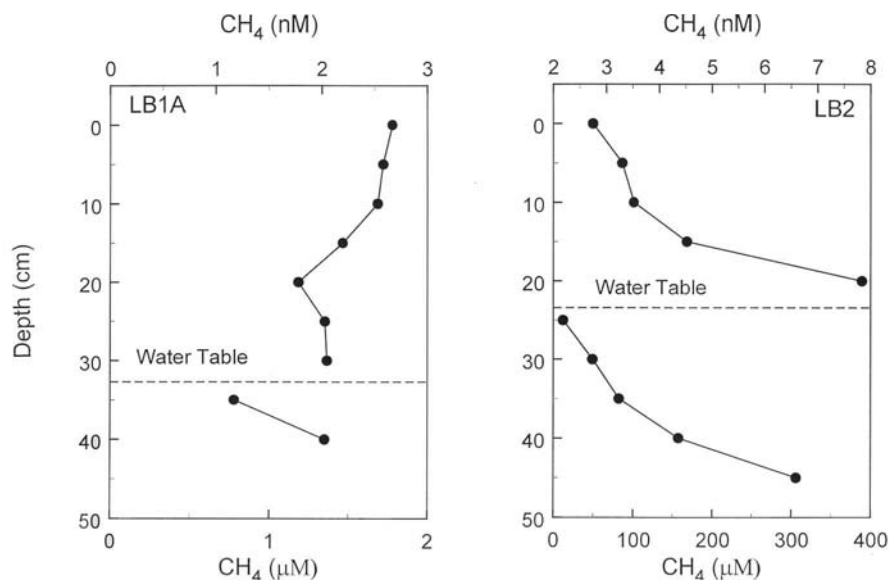 CH₄ (nM)
0 1 2 3
LB1A
Depth (cm)
0
10
20
30
40
50
Water Table
0 1 2
CH₄ (μM)
CH₄ (nM)
2 3 4 5 6 7 8
LB2
0
10
20
30
40
50
Water Table
0 100 200 300 400
CH₄ (μM)